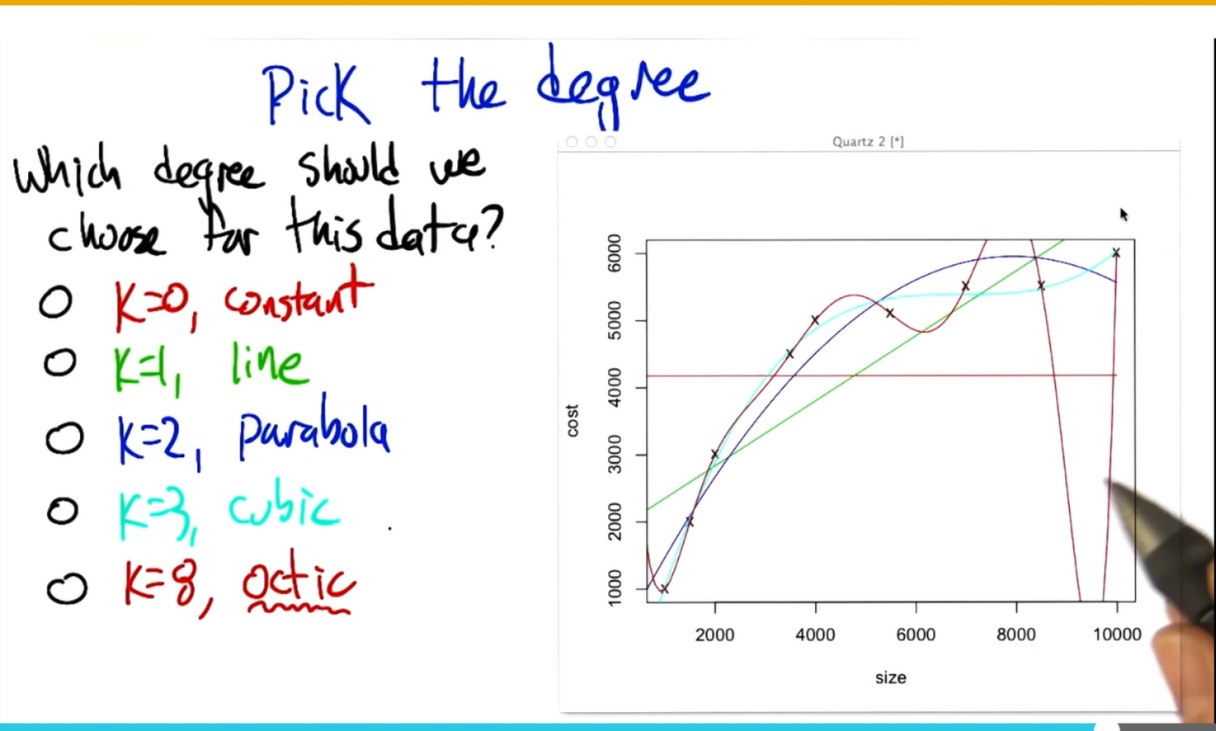 Pick the degree
Which degree should we
choose for this data?
K=0, constant
K=1, line
K=2, parabola
K=3, cubic
K=8, octic
Quartz 2 [*]
cost
6000
5000
4000
3000
2000
1000
2000 4000 6000 8000 10000
size